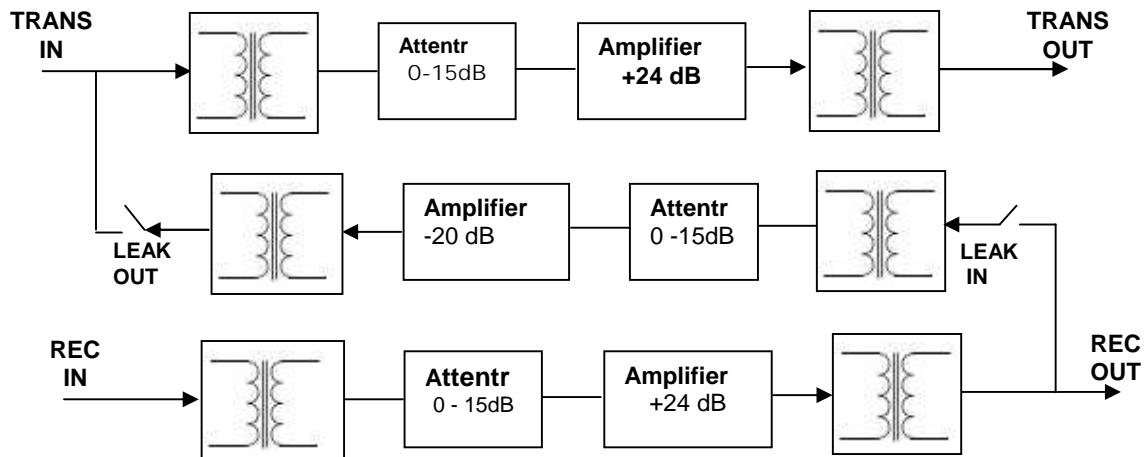 TRANS
IN
Attentr
0-15dB
Amplifier
+24 dB
TRANS
OUT
LEAK
OUT
Amplifier
-20 dB
Attentr
0 -15dB
LEAK
IN
REC
IN
Attentr
0 - 15dB
Amplifier
+24 dB
REC
OUT